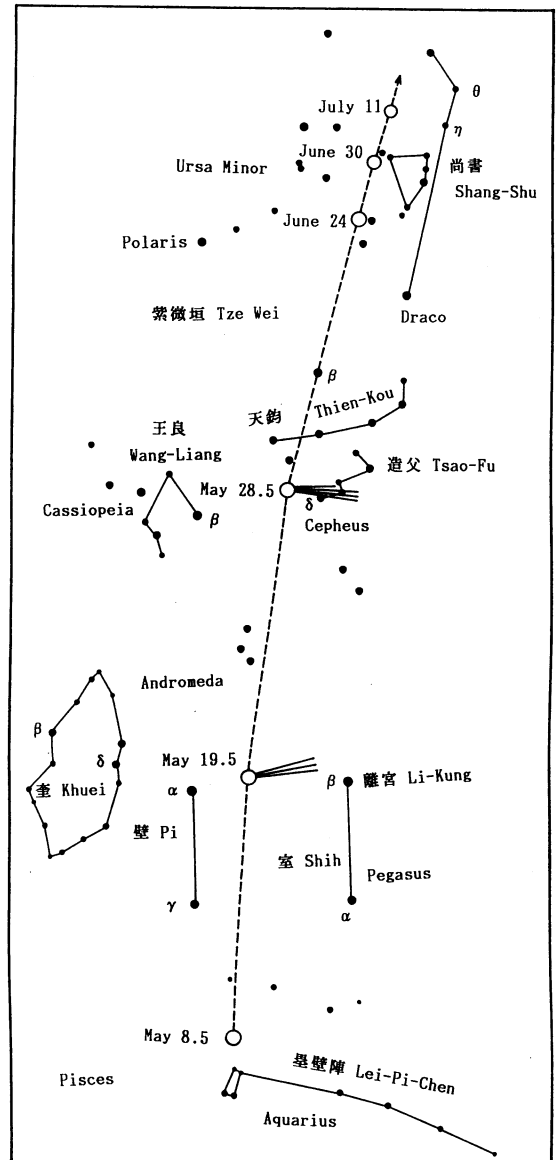 θ
July 11
η
June 30
尚書
Ursa Minor
Shang-Shu
June 24
Polaris
紫微垣 Tze Wei
Draco
β
Thien-Kou
天鈎
王良
Wang-Liang
造父 Tsao-Fu
May 28.5
δ
Cassiopeia
β
Cepheus
Andromeda
β
May 19.5
δ
β
離宮 Li-Kung
奎 Khuei
α
壁 Pi
室 Shih
Pegasus
γ
α
May 8.5
壘壁陣 Lei-Pi-Chen
Pisces
Aquarius